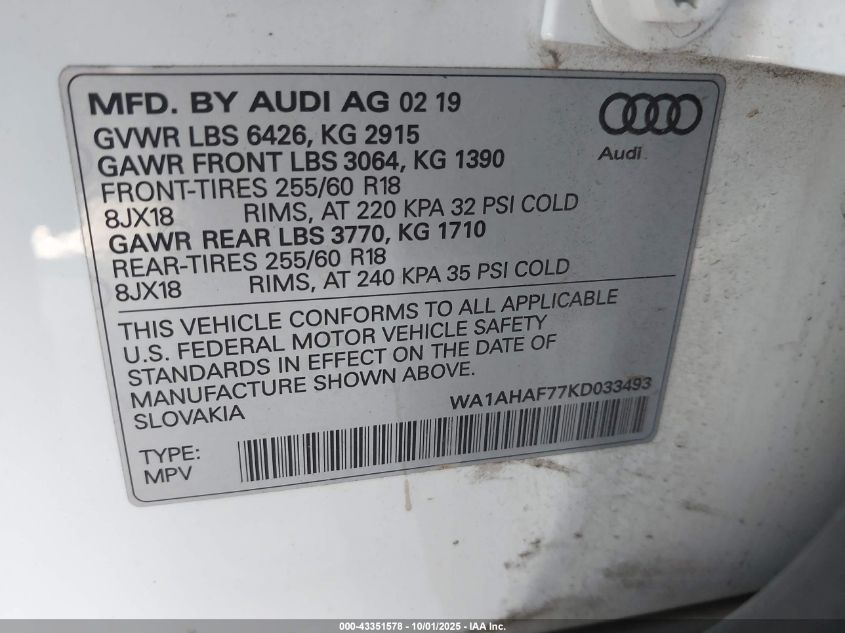 MFD. BY AUDI AG 02 19
GVWR LBS 6426, KG 2915
GAWR FRONT LBS 3064, KG 1390
FRONT-TIRES 255/60 R18
8JX18 RIMS, AT 220 KPA 32 PSI COLD
GAWR REAR LBS 3770, KG 1710
REAR-TIRES 255/60 R18
8JX18 RIMS, AT 240 KPA 35 PSI COLD
Audi
THIS VEHICLE CONFORMS TO ALL APPLICABLE
U.S. FEDERAL MOTOR VEHICLE SAFETY
STANDARDS IN EFFECT ON THE DATE OF
MANUFACTURE SHOWN ABOVE.
SLOVAKIA WA1AHAF77KD033493
TYPE:
MPV
000-43351578 - 10/01/2025 - IAA Inc.